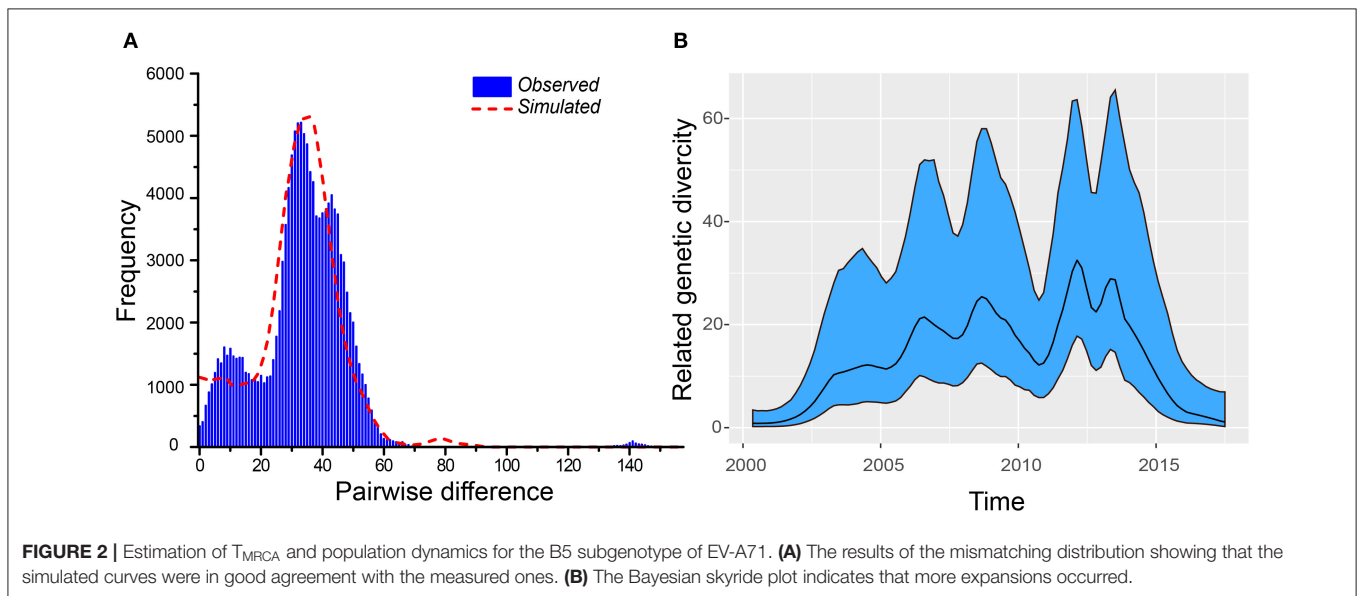 A
6000
5000
4000
3000
2000
1000
0
Frequency
Observed
Simulated
0 20 40 60 80 100 120 140
Pairwise difference
B
60
40
20
0
Related genetic divercity
2000 2005 2010 2015
Time
FIGURE 2 | Estimation of TMRCA and population dynamics for the B5 subgenotype of EV-A71. (A) The results of the mismatching distribution showing that the
simulated curves were in good agreement with the measured ones. (B) The Bayesian skyride plot indicates that more expansions occurred.